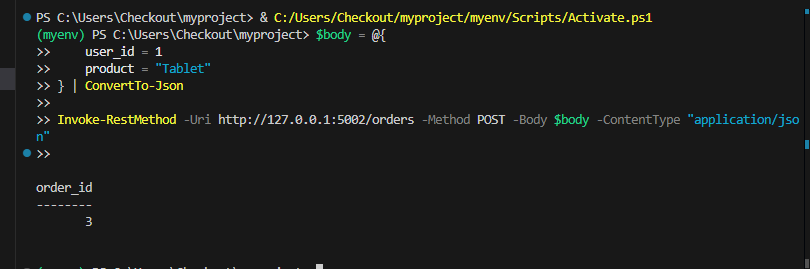 PS C:\Users\Checkout\myproject> & C:/Users/Checkout/myproject/myenv/Scripts/Activate.ps1
(myenv) PS C:\Users\Checkout\myproject> $body = @{
>>     user_id = 1
>>     product = "Tablet"
>> } | ConvertTo-Json
>>
>> Invoke-RestMethod -Uri http://127.0.0.1:5002/orders -Method POST -Body $body -ContentType "application/jso
n"
>>
order_id
--------
3